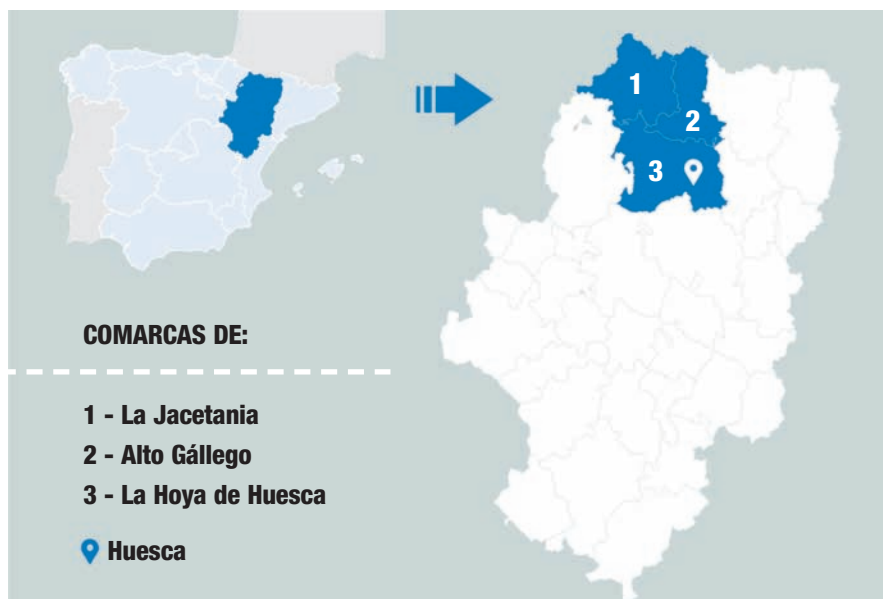 1
2
3
COMARCAS DE:
1 - La Jacetania
2 - Alto Gállego
3 - La Hoya de Huesca
Huesca